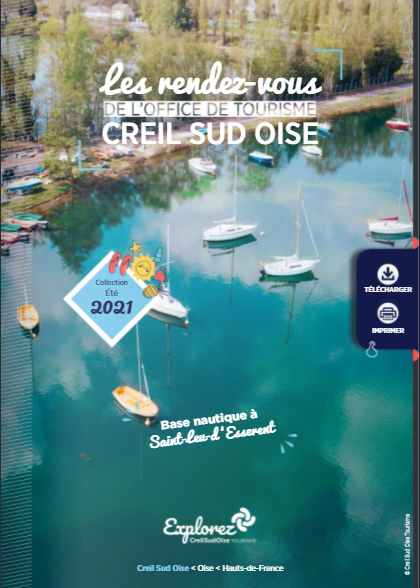 Les rendez-vous
DE L'OFFICE DE TOURISME
CREIL SUD OISE
Collection
Été
2021
TÉLÉCHARGER
IMPRIMER
Base nautique à
Saint-Leu-d'Esserent
Explorez
CreilSudOise TOURISME
Creil Sud Oise < Oise < Hauts-de-France
© Creil Sud Oise Tourisme